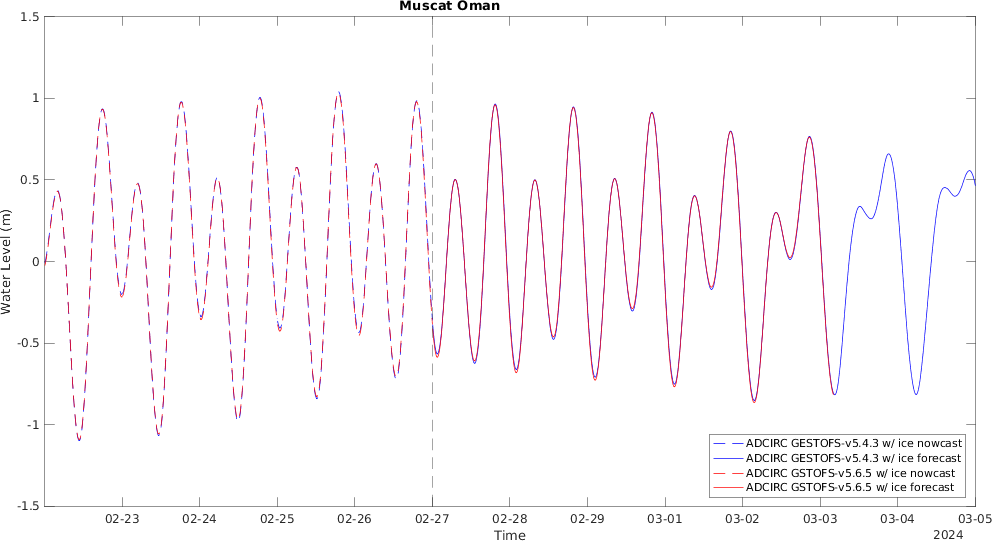 Muscat Oman
1.5
1
0.5
0
-0.5
-1
-1.5
Water Level (m)
02-23 02-24 02-25 02-26 02-27 02-28 02-29 03-01 03-02 03-03 03-04 03-05
Time
2024
ADCIRC GESTOFS-v5.4.3 w/ ice nowcast
ADCIRC GESTOFS-v5.4.3 w/ ice forecast
ADCIRC GSTOFS-v5.6.5 w/ ice nowcast
ADCIRC GSTOFS-v5.6.5 w/ ice forecast